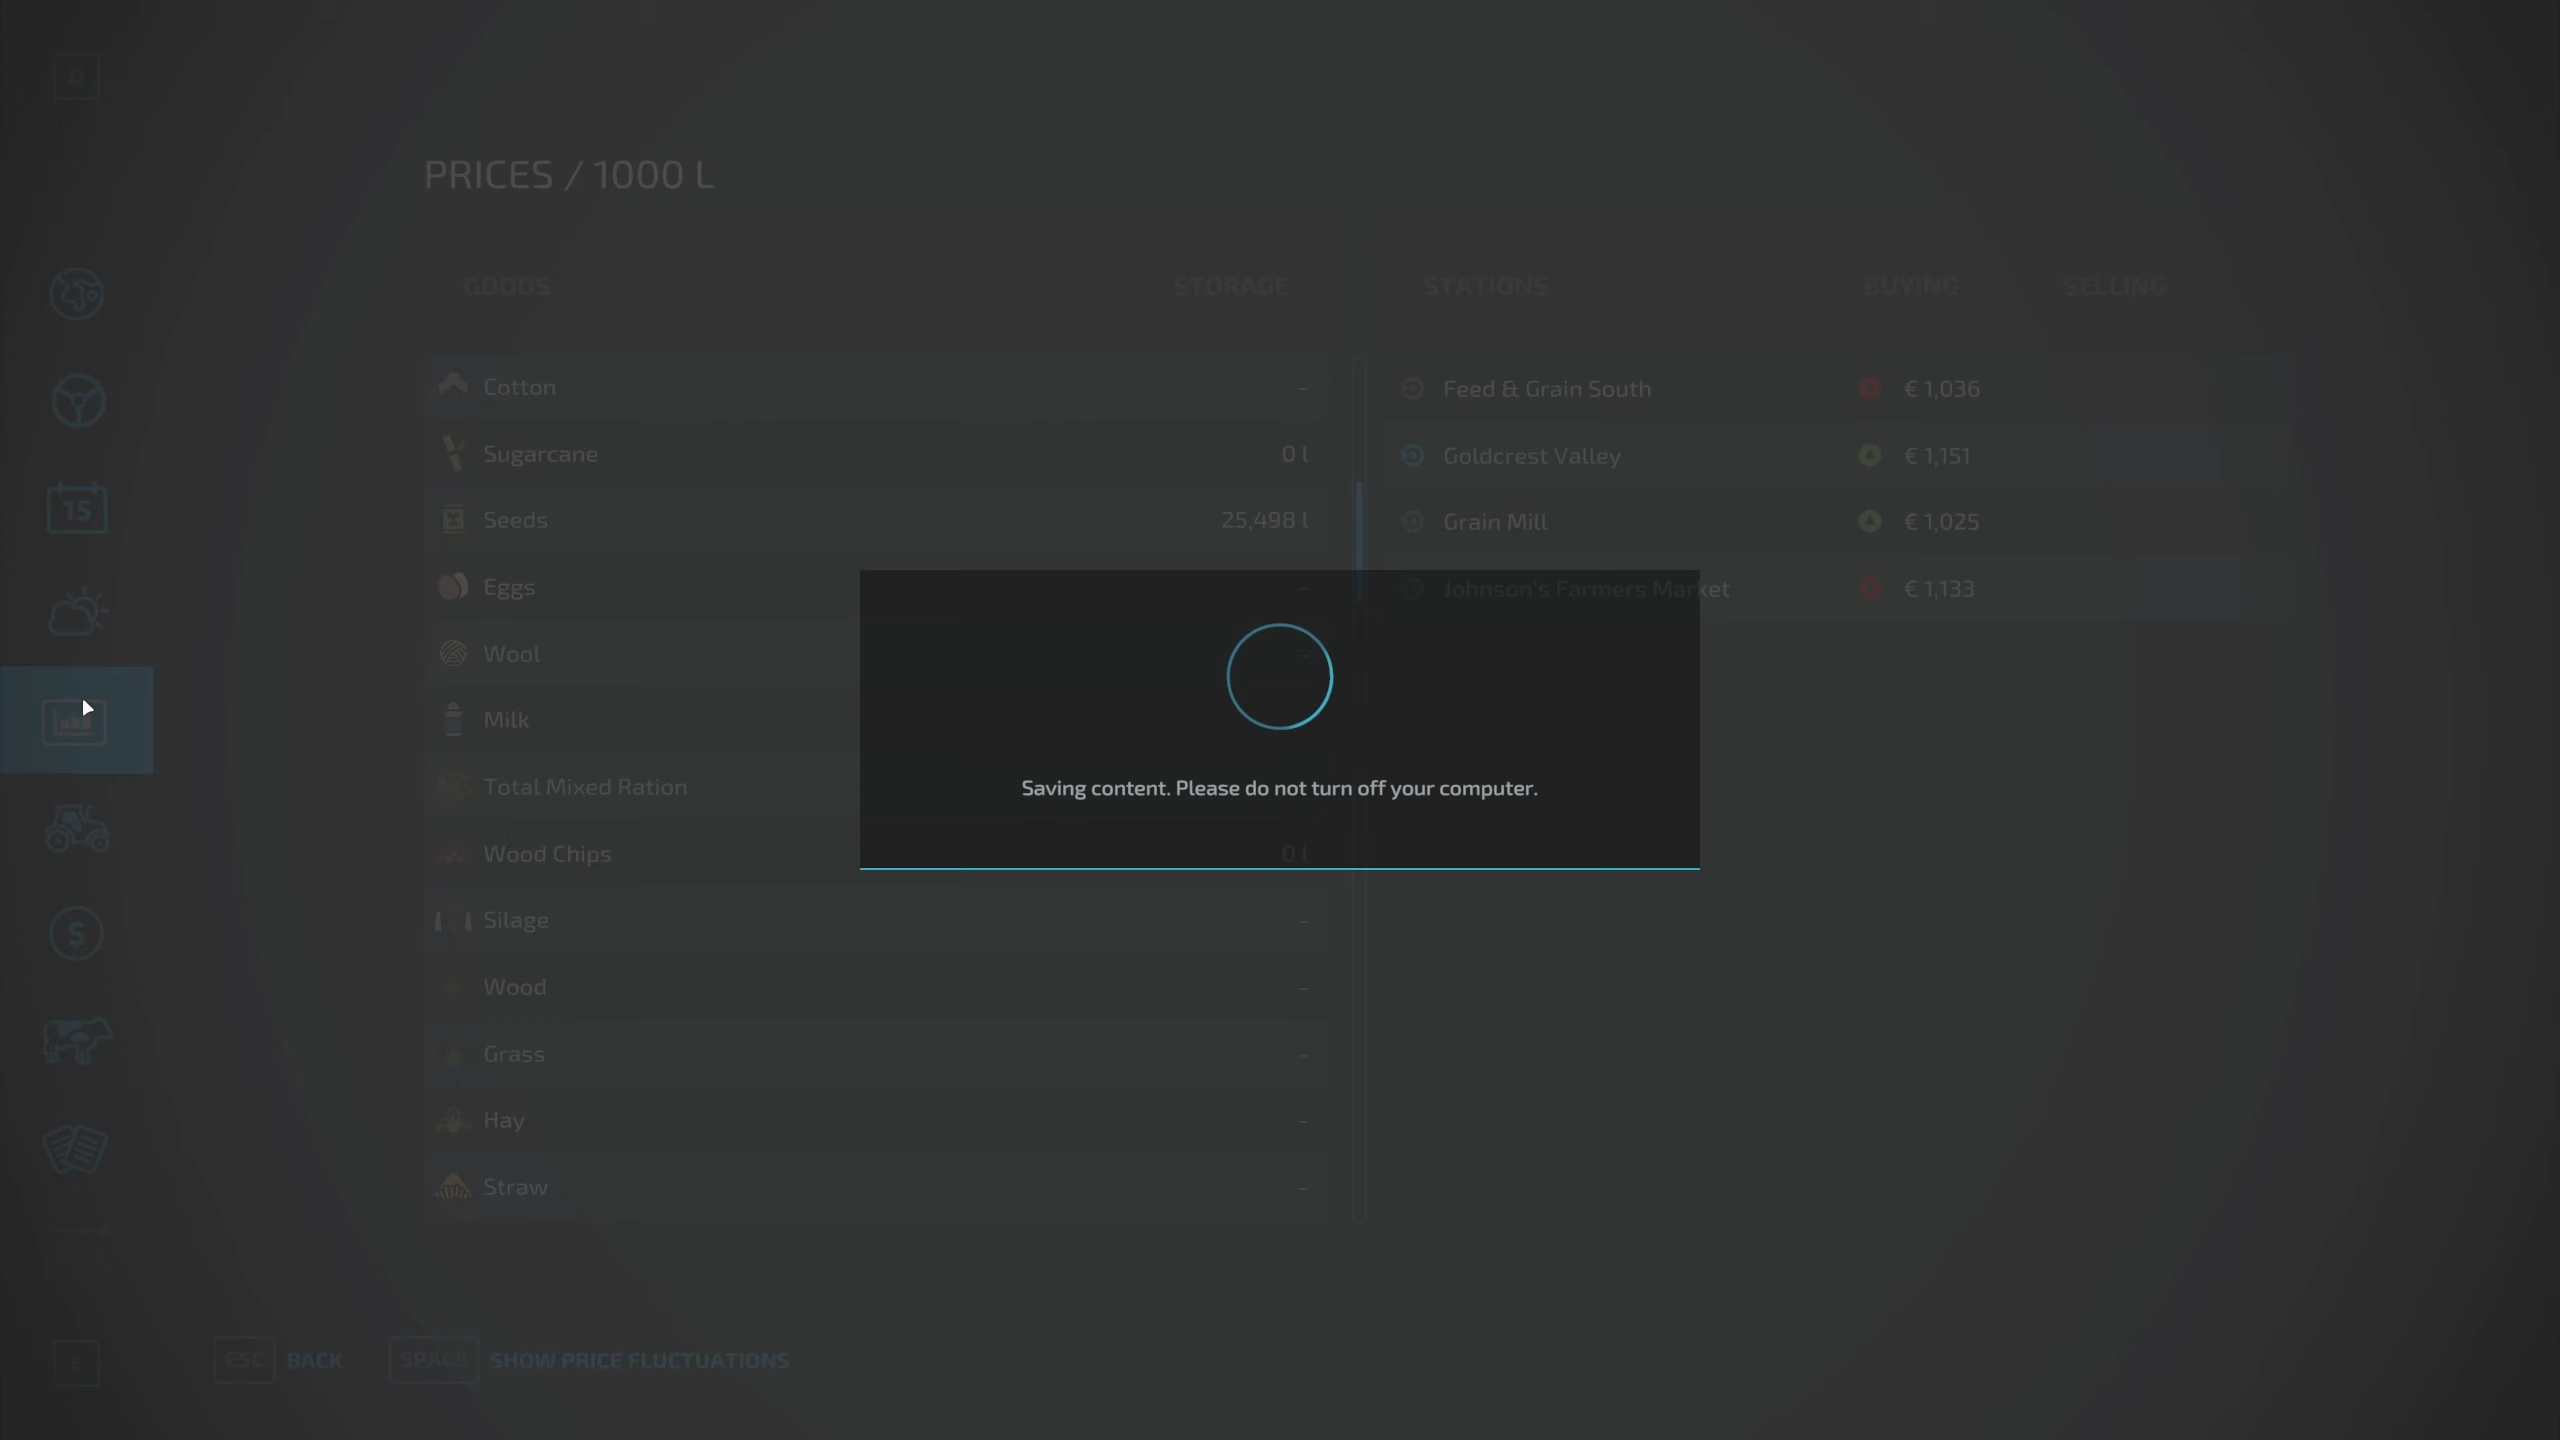 Q
PRICES / 1000 L
GOODS STORAGE STATIONS BUYING SELLING
Cotton –
Sugarcane 0 l
Seeds 25,498 l
Eggs –
Wool –
Milk
Total Mixed Ration
Wood Chips 0 l
Silage –
Wood –
Grass –
Hay –
Straw –
Feed & Grain South € 1,036
Goldcrest Valley € 1,151
Grain Mill € 1,025
Johnson's Farmers Market € 1,133
15
$
Saving content. Please do not turn off your computer.
E
ESC BACK SPACE SHOW PRICE FLUCTUATIONS